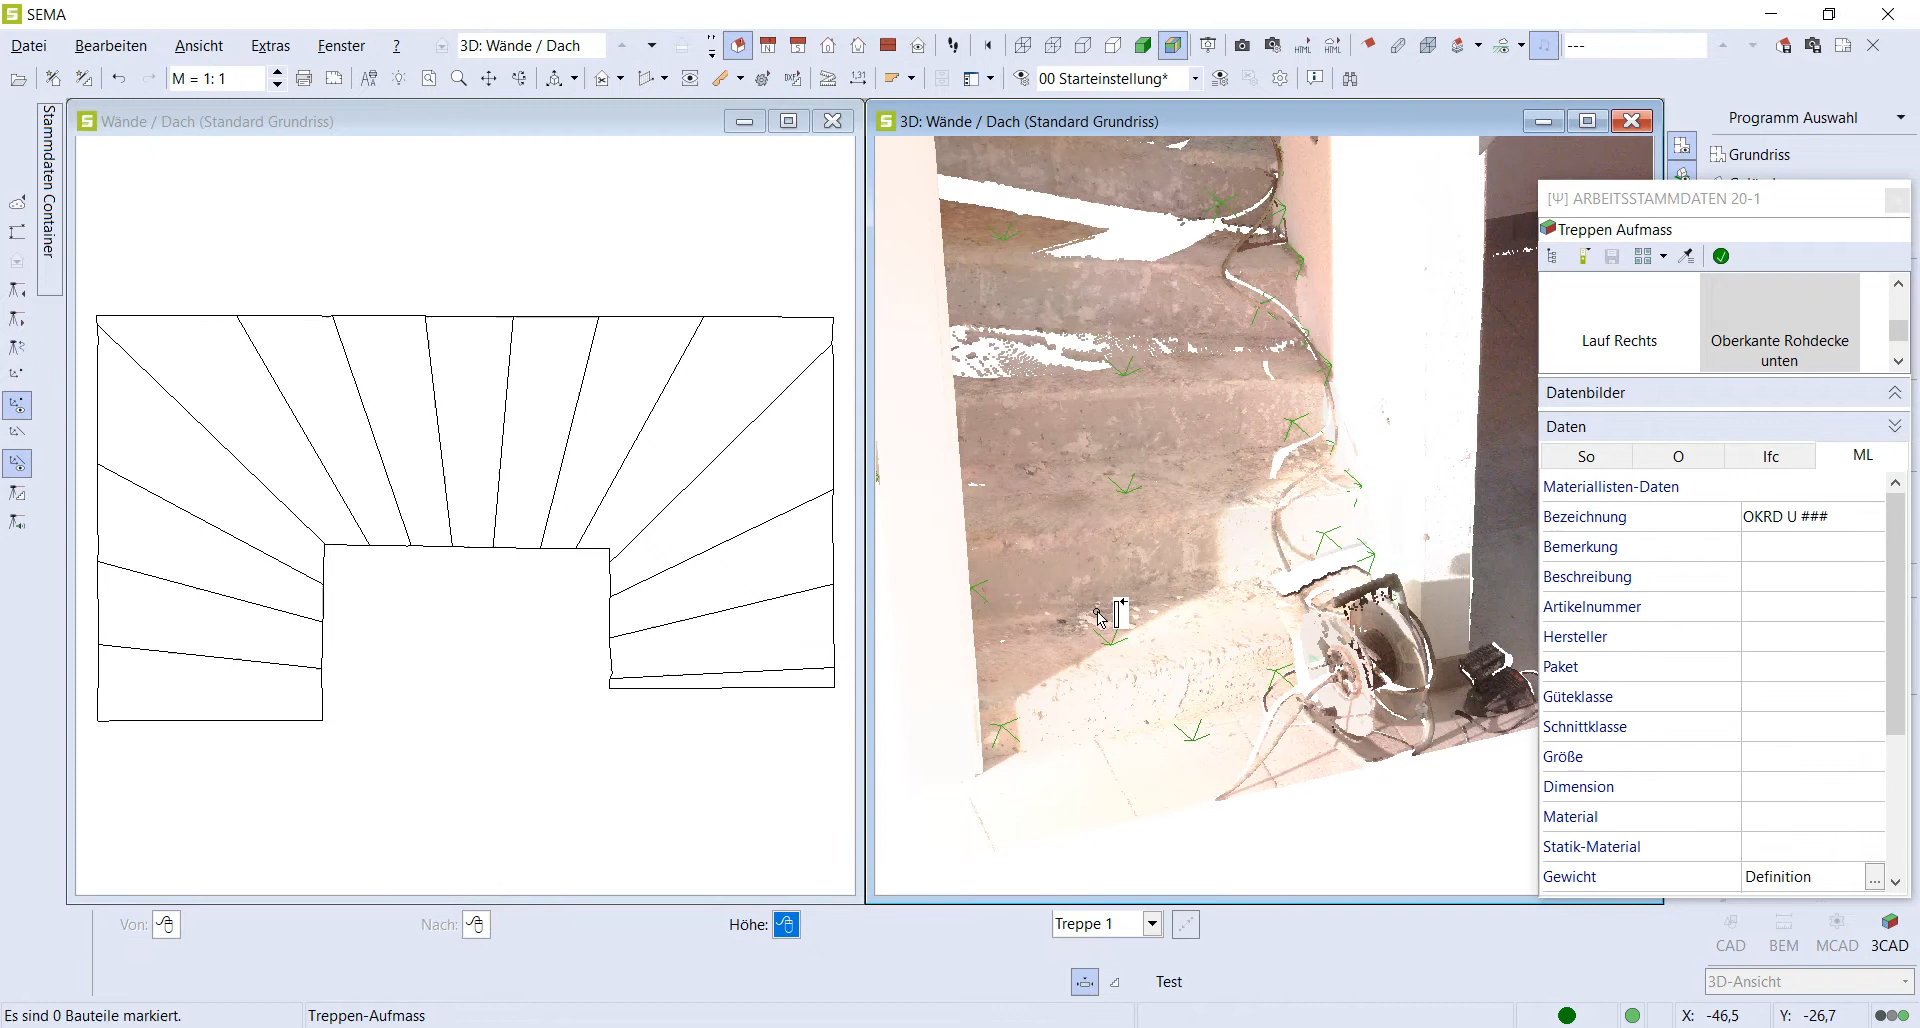 SEMA
Datei Bearbeiten Ansicht Extras Fenster ? 3D: Wände / Dach ---
M = 1: 1 00 Starteinstellung*
Stammdaten Container
Wände / Dach (Standard Grundriss)
3D: Wände / Dach (Standard Grundriss)
Programm Auswahl
Grundriss
[Ψ] ARBEITSSTAMMDATEN 20-1
Treppen Aufmass
Lauf Rechts
Oberkante Rohdecke
unten
Datenbilder
Daten
So O Ifc ML
Materiallisten-Daten
Bezeichnung OKRD U ###
Bemerkung
Beschreibung
Artikelnummer
Hersteller
Paket
Güteklasse
Schnittklasse
Größe
Dimension
Material
Statik-Material
Gewicht Definition ...
Von: Nach: Höhe: Treppe 1
CAD BEM MCAD 3CAD
Test
3D-Ansicht
Es sind 0 Bauteile markiert. Treppen-Aufmass X: -46,5 Y: -26,7